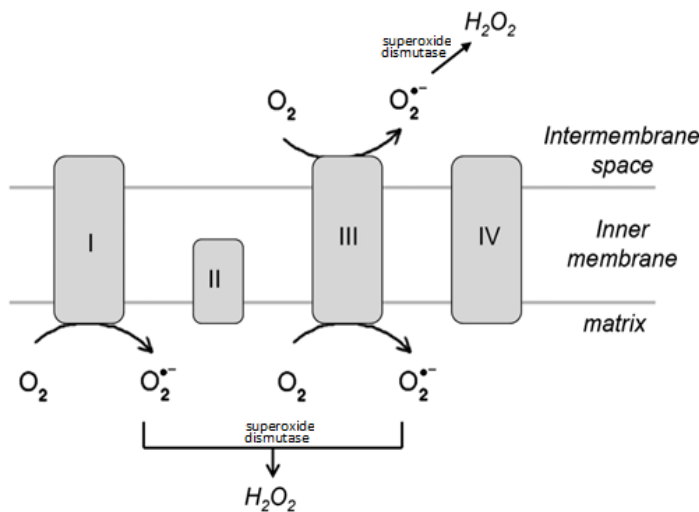 H₂O₂
superoxide
dismutase
O₂ O₂•−
Intermembrane
space
I II III IV
Inner
membrane
matrix
O₂ O₂•− O₂ O₂•−
superoxide
dismutase
H₂O₂